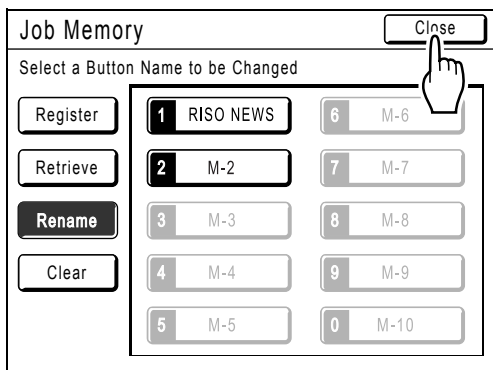 Job Memory Close
Select a Button Name to be Changed
Register
Retrieve
Rename
Clear
1 RISO NEWS
2 M-2
3 M-3
4 M-4
5 M-5
6 M-6
7 M-7
8 M-8
9 M-9
0 M-10